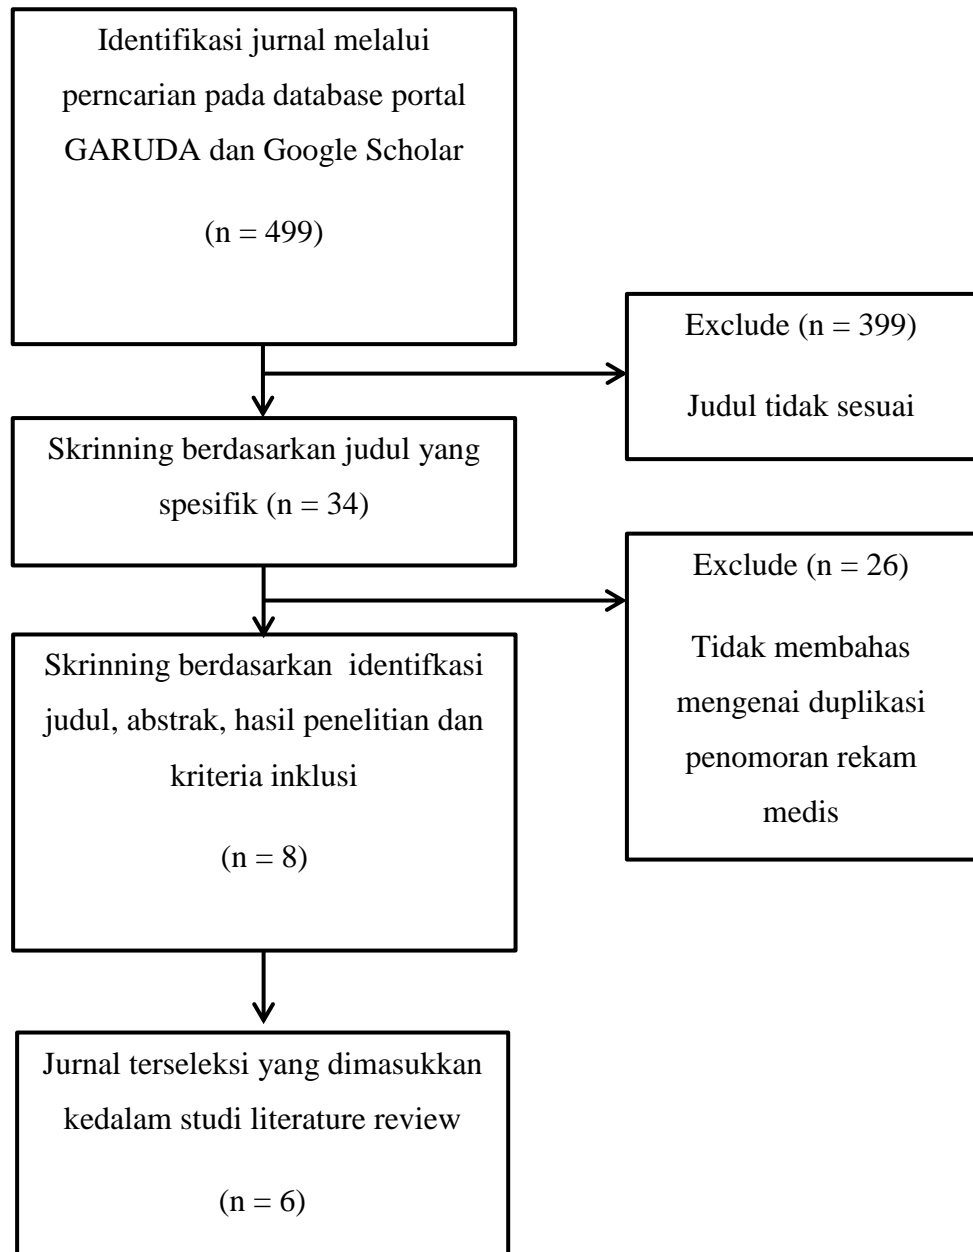 Identifikasi jurnal melalui
perncarian pada database portal
GARUDA dan Google Scholar
(n = 499)
Exclude (n = 399)
Judul tidak sesuai
Skrinning berdasarkan judul yang
spesifik (n = 34)
Exclude (n = 26)
Tidak membahas
mengenai duplikasi
penomoran rekam
medis
Skrinning berdasarkan  identifkasi
judul, abstrak, hasil penelitian dan
kriteria inklusi
(n = 8)
Jurnal terseleksi yang dimasukkan
kedalam studi literature review
(n = 6)